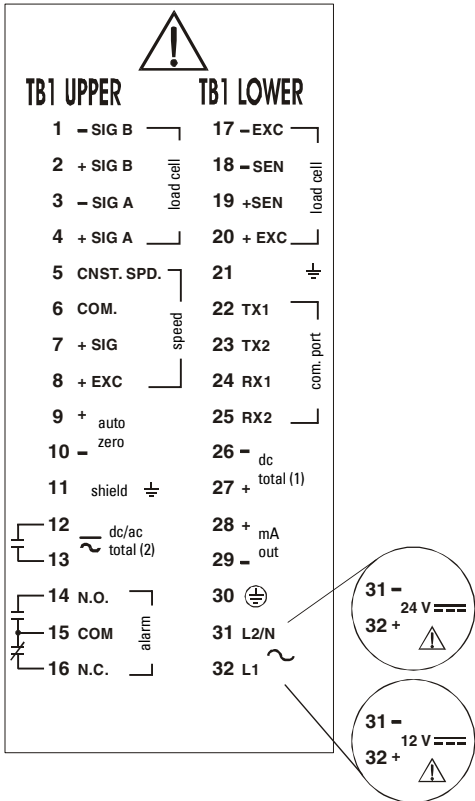 TB1 UPPER
1 – SIG B
2 + SIG B
3 – SIG A
4 + SIG A
load cell
5 CNST. SPD.
6 COM.
7 + SIG
8 + EXC
speed
9 +
auto
zero
10 –
11 shield
12
dc/ac
total (2)
13
14 N.O.
15 COM
16 N.C.
alarm
TB1 LOWER
17 – EXC
18 – SEN
19 +SEN
20 + EXC
load cell
21
22 TX1
23 TX2
24 RX1
25 RX2
com. port
26 –
dc
total (1)
27 +
28 +
mA
out
29 –
30
31 L2/N
32 L1
31 –
24 V
32 +
31 –
12 V
32 +